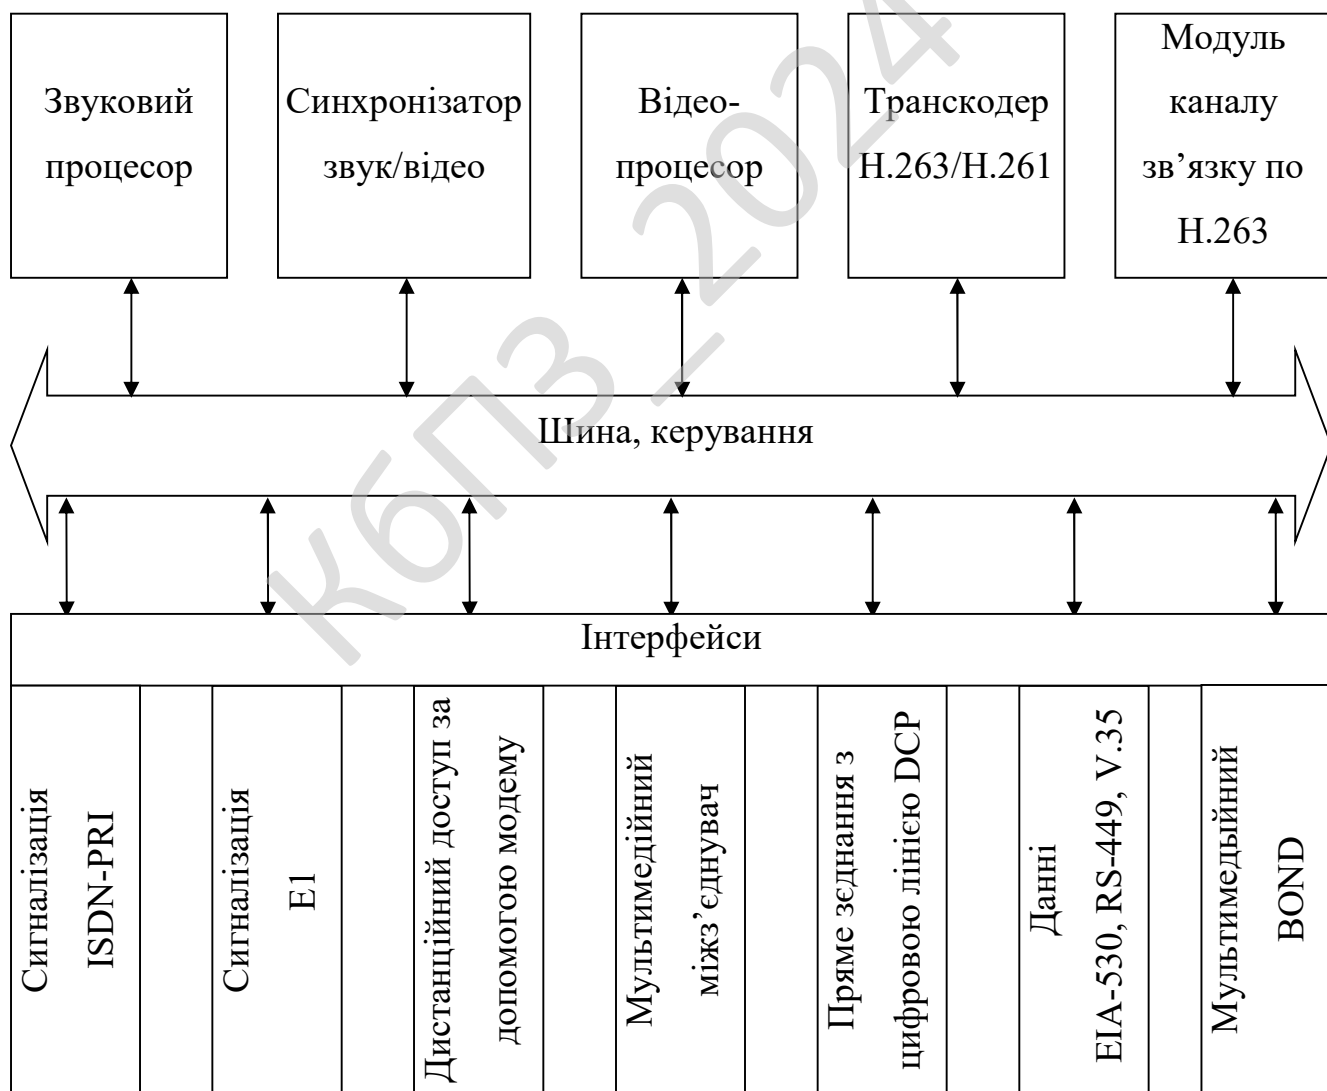 Звуковий
процесор
Синхронізатор
звук/відео
Відео-
процесор
Транскодер
H.263/H.261
Модуль
каналу
зв’язку по
H.263
Шина, керування
Інтерфейси
Сигналізація
ISDN-PRI
Сигналізація
E1
Дистанційний доступ за
допомогою модему
Мультимедійний
міжз’єднувач
Пряме зєднання з
цифровою лінією DCP
Данні
EIA-530, RS-449, V.35
Мультимедыйний
BOND
КбПЗ_2024